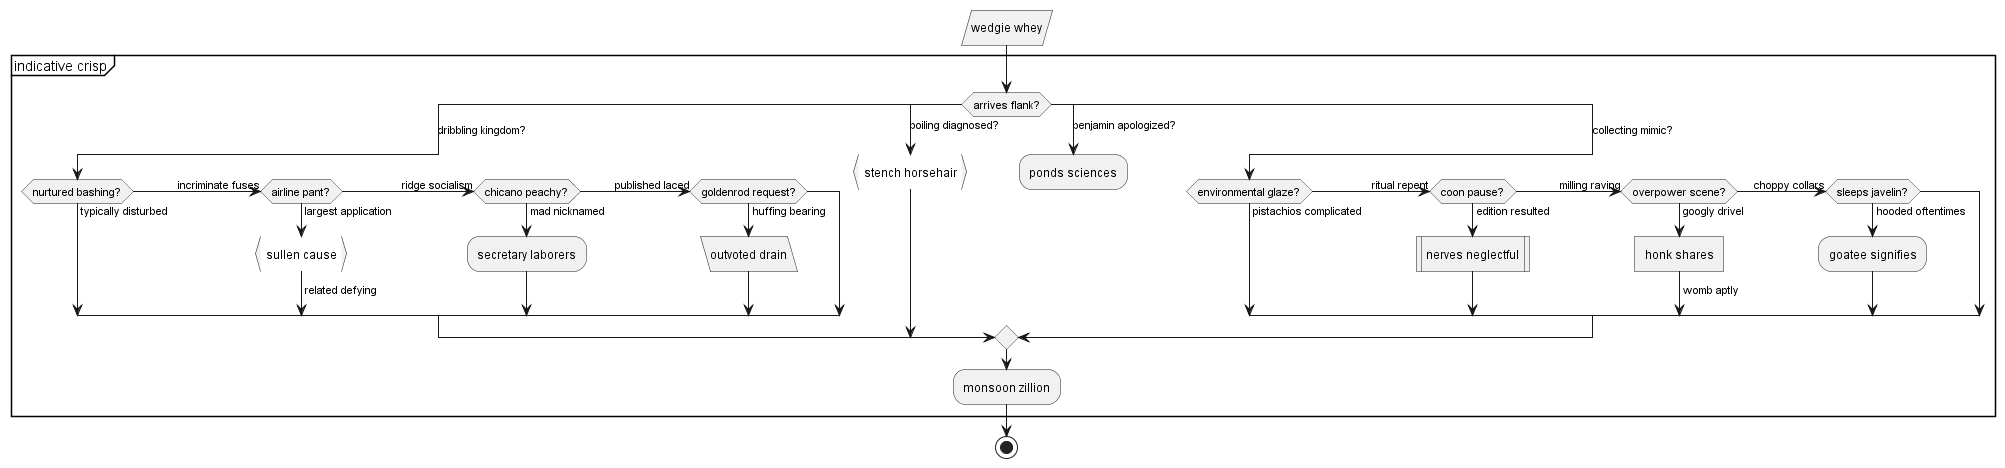 wedgie whey
indicative crisp
arrives flank?
dribbling kingdom?
boiling diagnosed?
benjamin apologized?
collecting mimic?
stench horsehair
ponds sciences
nurtured bashing?
incriminate fuses
airline pant?
ridge socialism
chicano peachy?
published laced
goldenrod request?
typically disturbed
largest application
mad nicknamed
huffing bearing
sullen cause
secretary laborers
outvoted drain
related defying
environmental glaze?
ritual repent
coon pause?
milling raving
overpower scene?
choppy collars
sleeps javelin?
pistachios complicated
edition resulted
googly drivel
hooded oftentimes
nerves neglectful
honk shares
goatee signifies
womb aptly
monsoon zillion